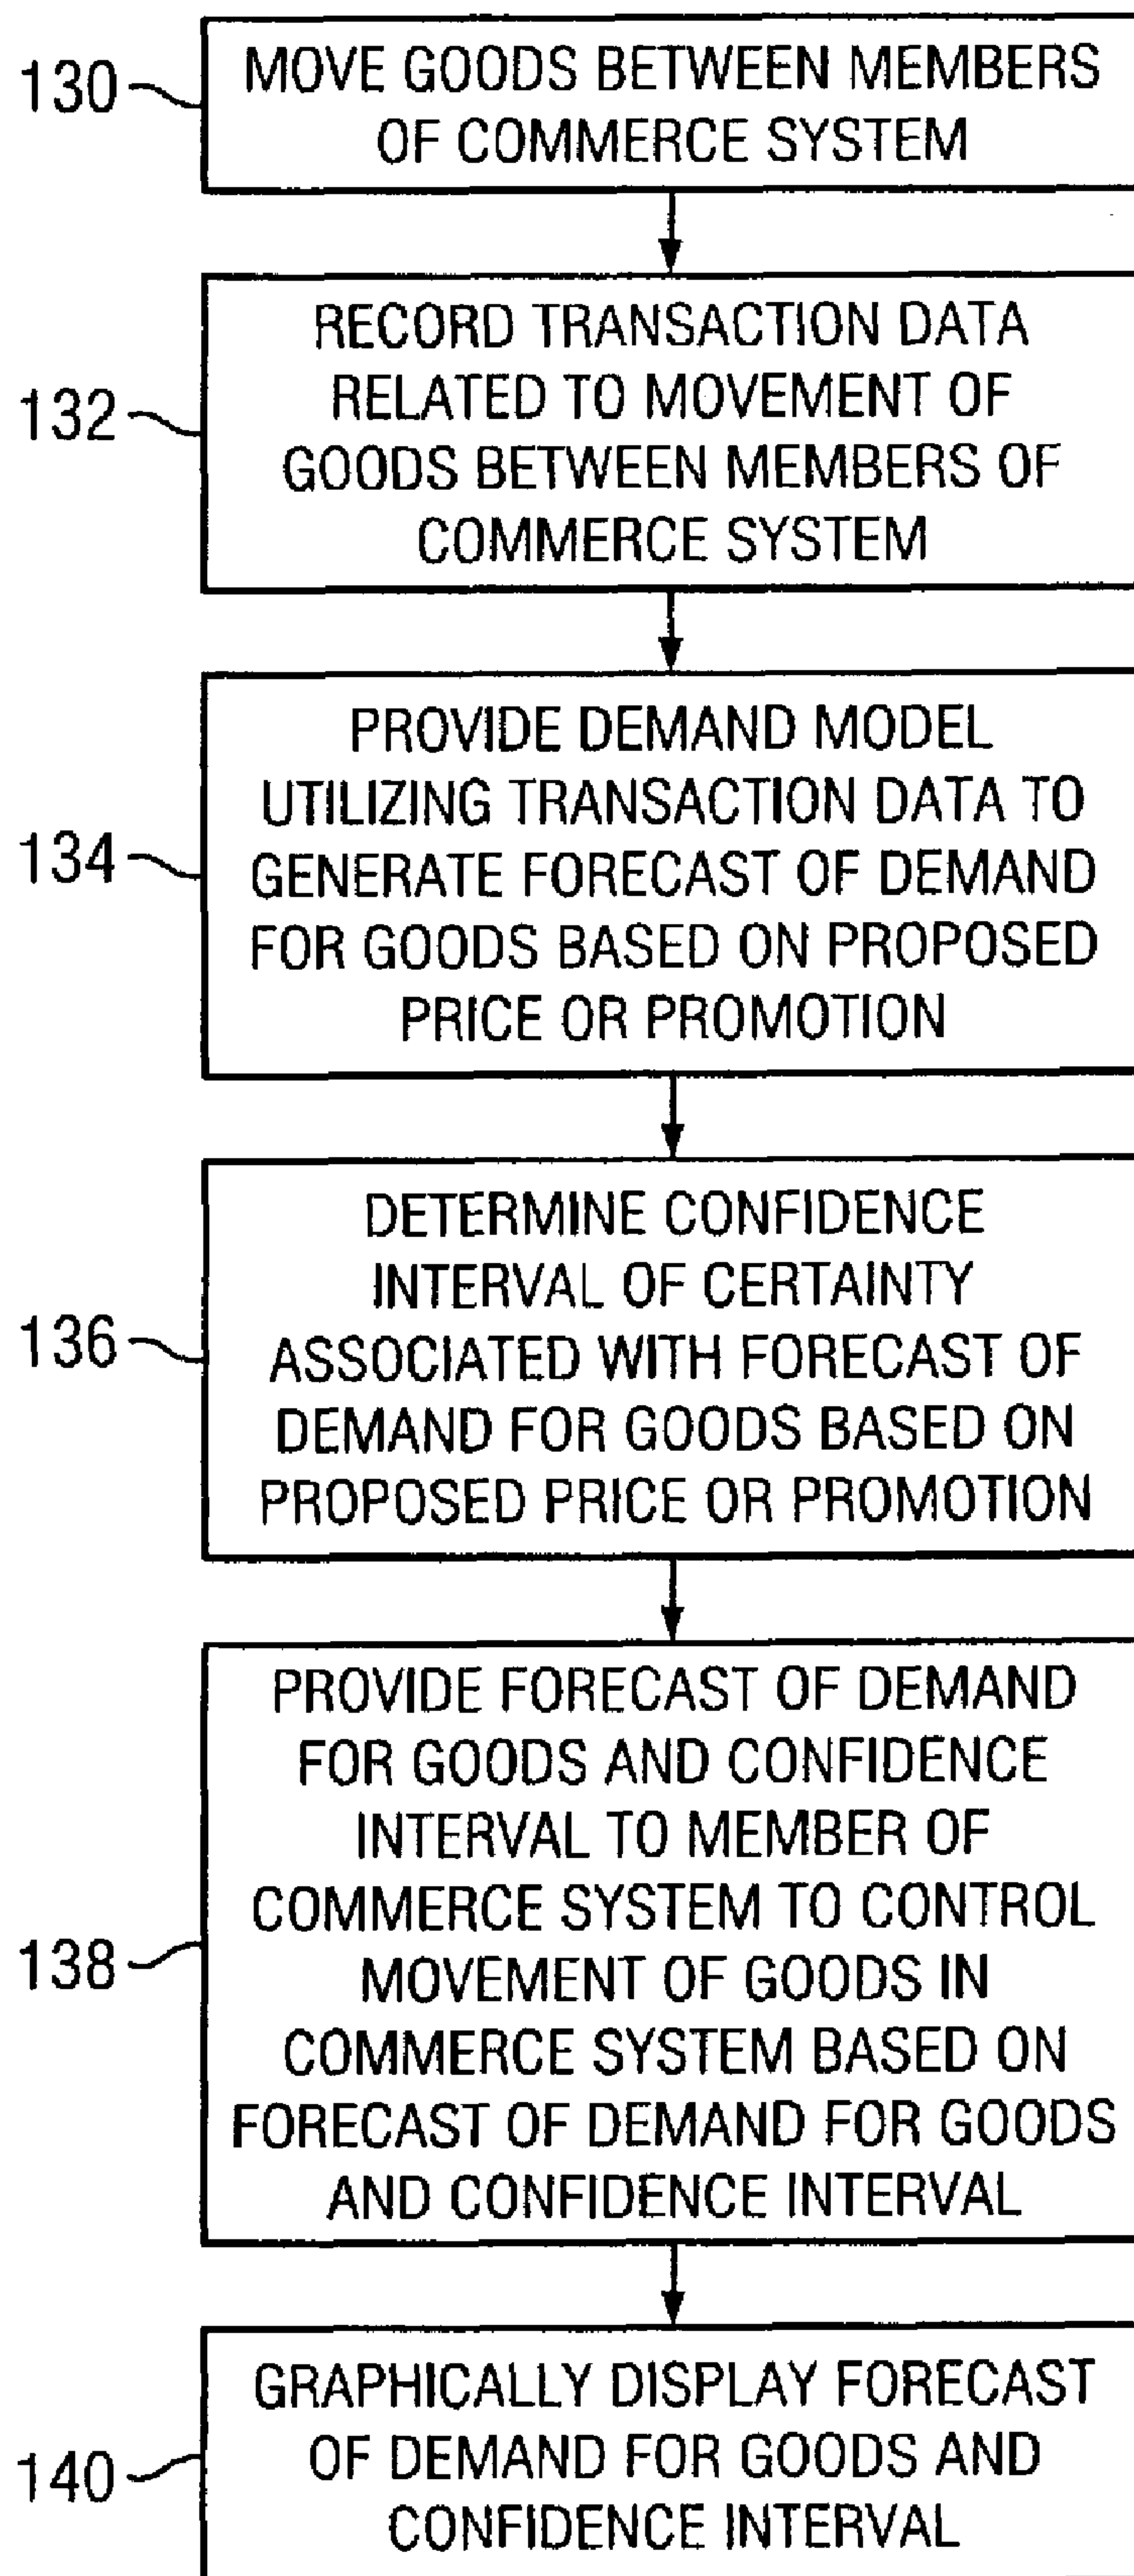 130
MOVE GOODS BETWEEN MEMBERS
OF COMMERCE SYSTEM
132
RECORD TRANSACTION DATA
RELATED TO MOVEMENT OF
GOODS BETWEEN MEMBERS OF
COMMERCE SYSTEM
134
PROVIDE DEMAND MODEL
UTILIZING TRANSACTION DATA TO
GENERATE FORECAST OF DEMAND
FOR GOODS BASED ON PROPOSED
PRICE OR PROMOTION
136
DETERMINE CONFIDENCE
INTERVAL OF CERTAINTY
ASSOCIATED WITH FORECAST OF
DEMAND FOR GOODS BASED ON
PROPOSED PRICE OR PROMOTION
138
PROVIDE FORECAST OF DEMAND
FOR GOODS AND CONFIDENCE
INTERVAL TO MEMBER OF
COMMERCE SYSTEM TO CONTROL
MOVEMENT OF GOODS IN
COMMERCE SYSTEM BASED ON
FORECAST OF DEMAND FOR GOODS
AND CONFIDENCE INTERVAL
140
GRAPHICALLY DISPLAY FORECAST
OF DEMAND FOR GOODS AND
CONFIDENCE INTERVAL